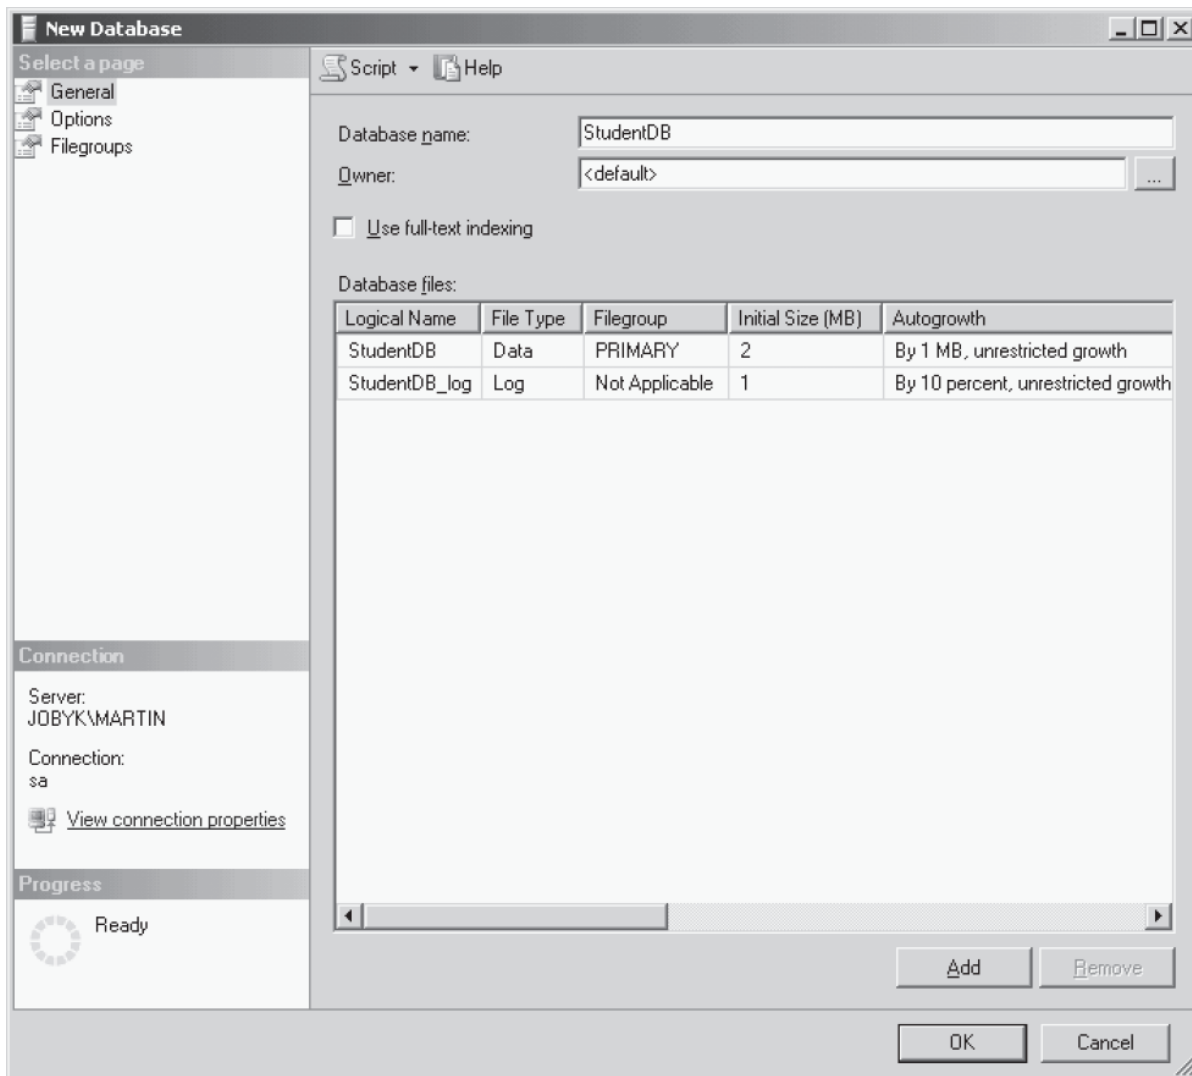 New Database
Select a page
General
Options
Filegroups
Script Help
Database name: StudentDB
Owner: <default> ...
Use full-text indexing
Database files:
Logical Name File Type Filegroup Initial Size (MB) Autogrowth
StudentDB Data PRIMARY 2 By 1 MB, unrestricted growth
StudentDB_log Log Not Applicable 1 By 10 percent, unrestricted growth
Connection
Server:
JOBYK\MARTIN
Connection:
sa
View connection properties
Progress
Ready
Add Remove
OK Cancel